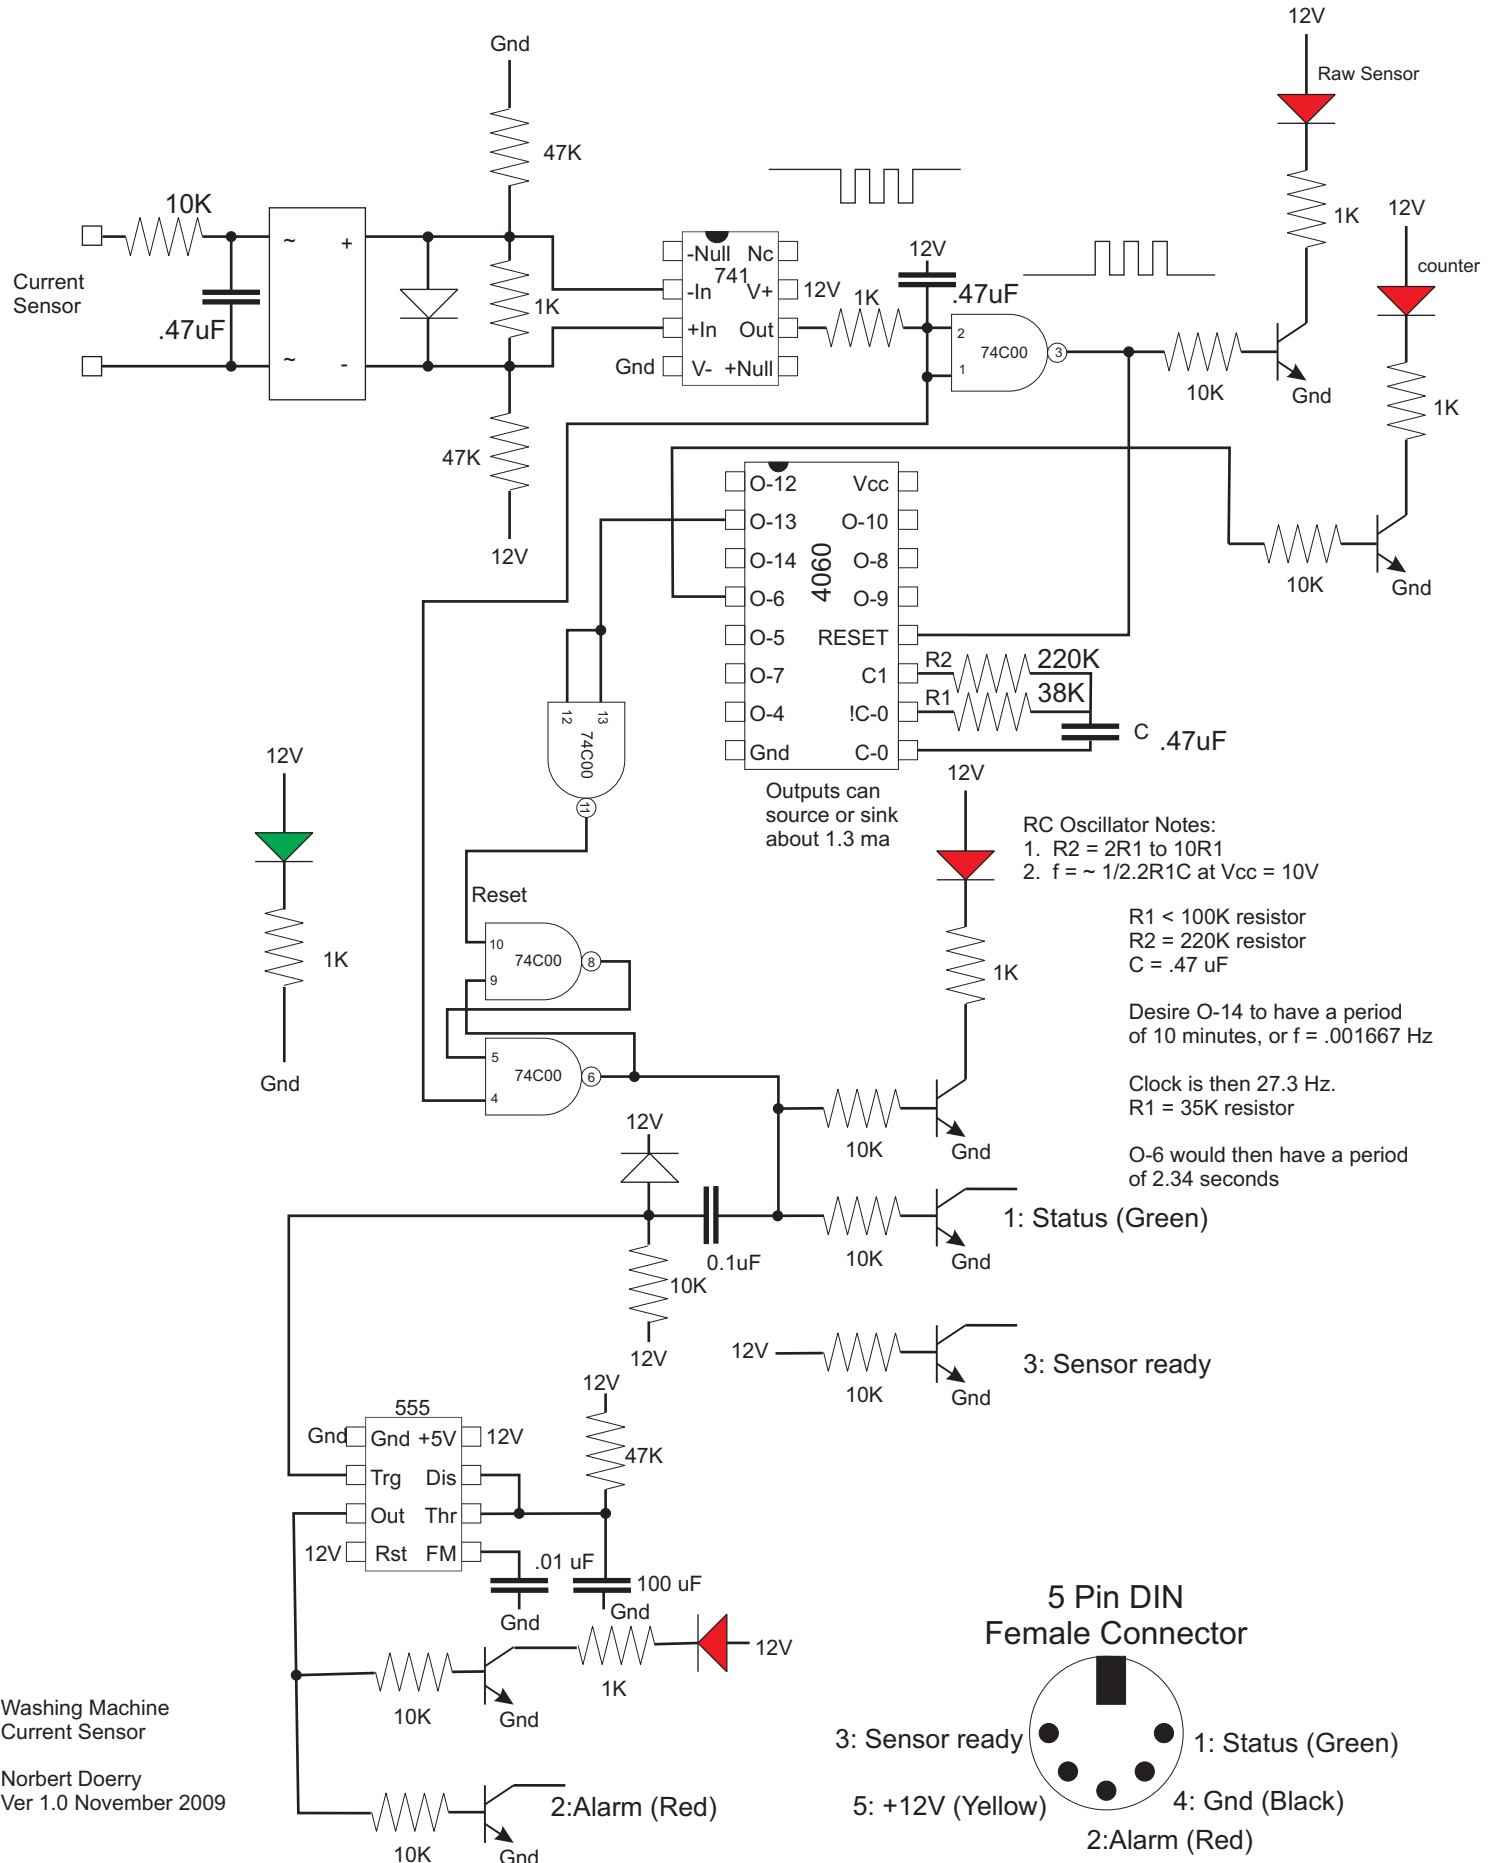 12V
Gnd
Raw Sensor
47K
10K
1K
12V
counter
Current
Sensor
.47uF
~
+
~
-
1K
-Null Nc
741
-In V+
+In Out
V- +Null
12V
Gnd
1K
12V
.47uF
2
1
74C00
3
10K
Gnd
1K
47K
12V
O-12 Vcc
O-13 O-10
O-14 O-8
O-6 O-9
O-5 RESET
O-7 C1
O-4 !C-0
Gnd C-0
4060
10K
Gnd
R2
220K
R1
38K
C .47uF
Outputs can
source or sink
about 1.3 ma
12
13
74C00
11
12V
1K
Gnd
12V
1K
RC Oscillator Notes:
1. R2 = 2R1 to 10R1
2. f = ~ 1/2.2R1C at Vcc = 10V
R1 < 100K resistor
R2 = 220K resistor
C = .47 uF
Desire O-14 to have a period
of 10 minutes, or f = .001667 Hz
Clock is then 27.3 Hz.
R1 = 35K resistor
O-6 would then have a period
of 2.34 seconds
Reset
10
9
74C00
8
5
4
74C00
6
10K
Gnd
12V
0.1uF
10K
12V
10K
Gnd
1: Status (Green)
12V
10K
Gnd
3: Sensor ready
12V
47K
555
Gnd
Gnd +5V
12V
Trg Dis
Out Thr
12V
Rst FM
.01 uF
Gnd
100 uF
Gnd
10K
Gnd
1K
12V
10K
Gnd
2:Alarm (Red)
Washing Machine
Current Sensor
Norbert Doerry
Ver 1.0 November 2009
5 Pin DIN
Female Connector
3: Sensor ready
1: Status (Green)
5: +12V (Yellow)
4: Gnd (Black)
2:Alarm (Red)